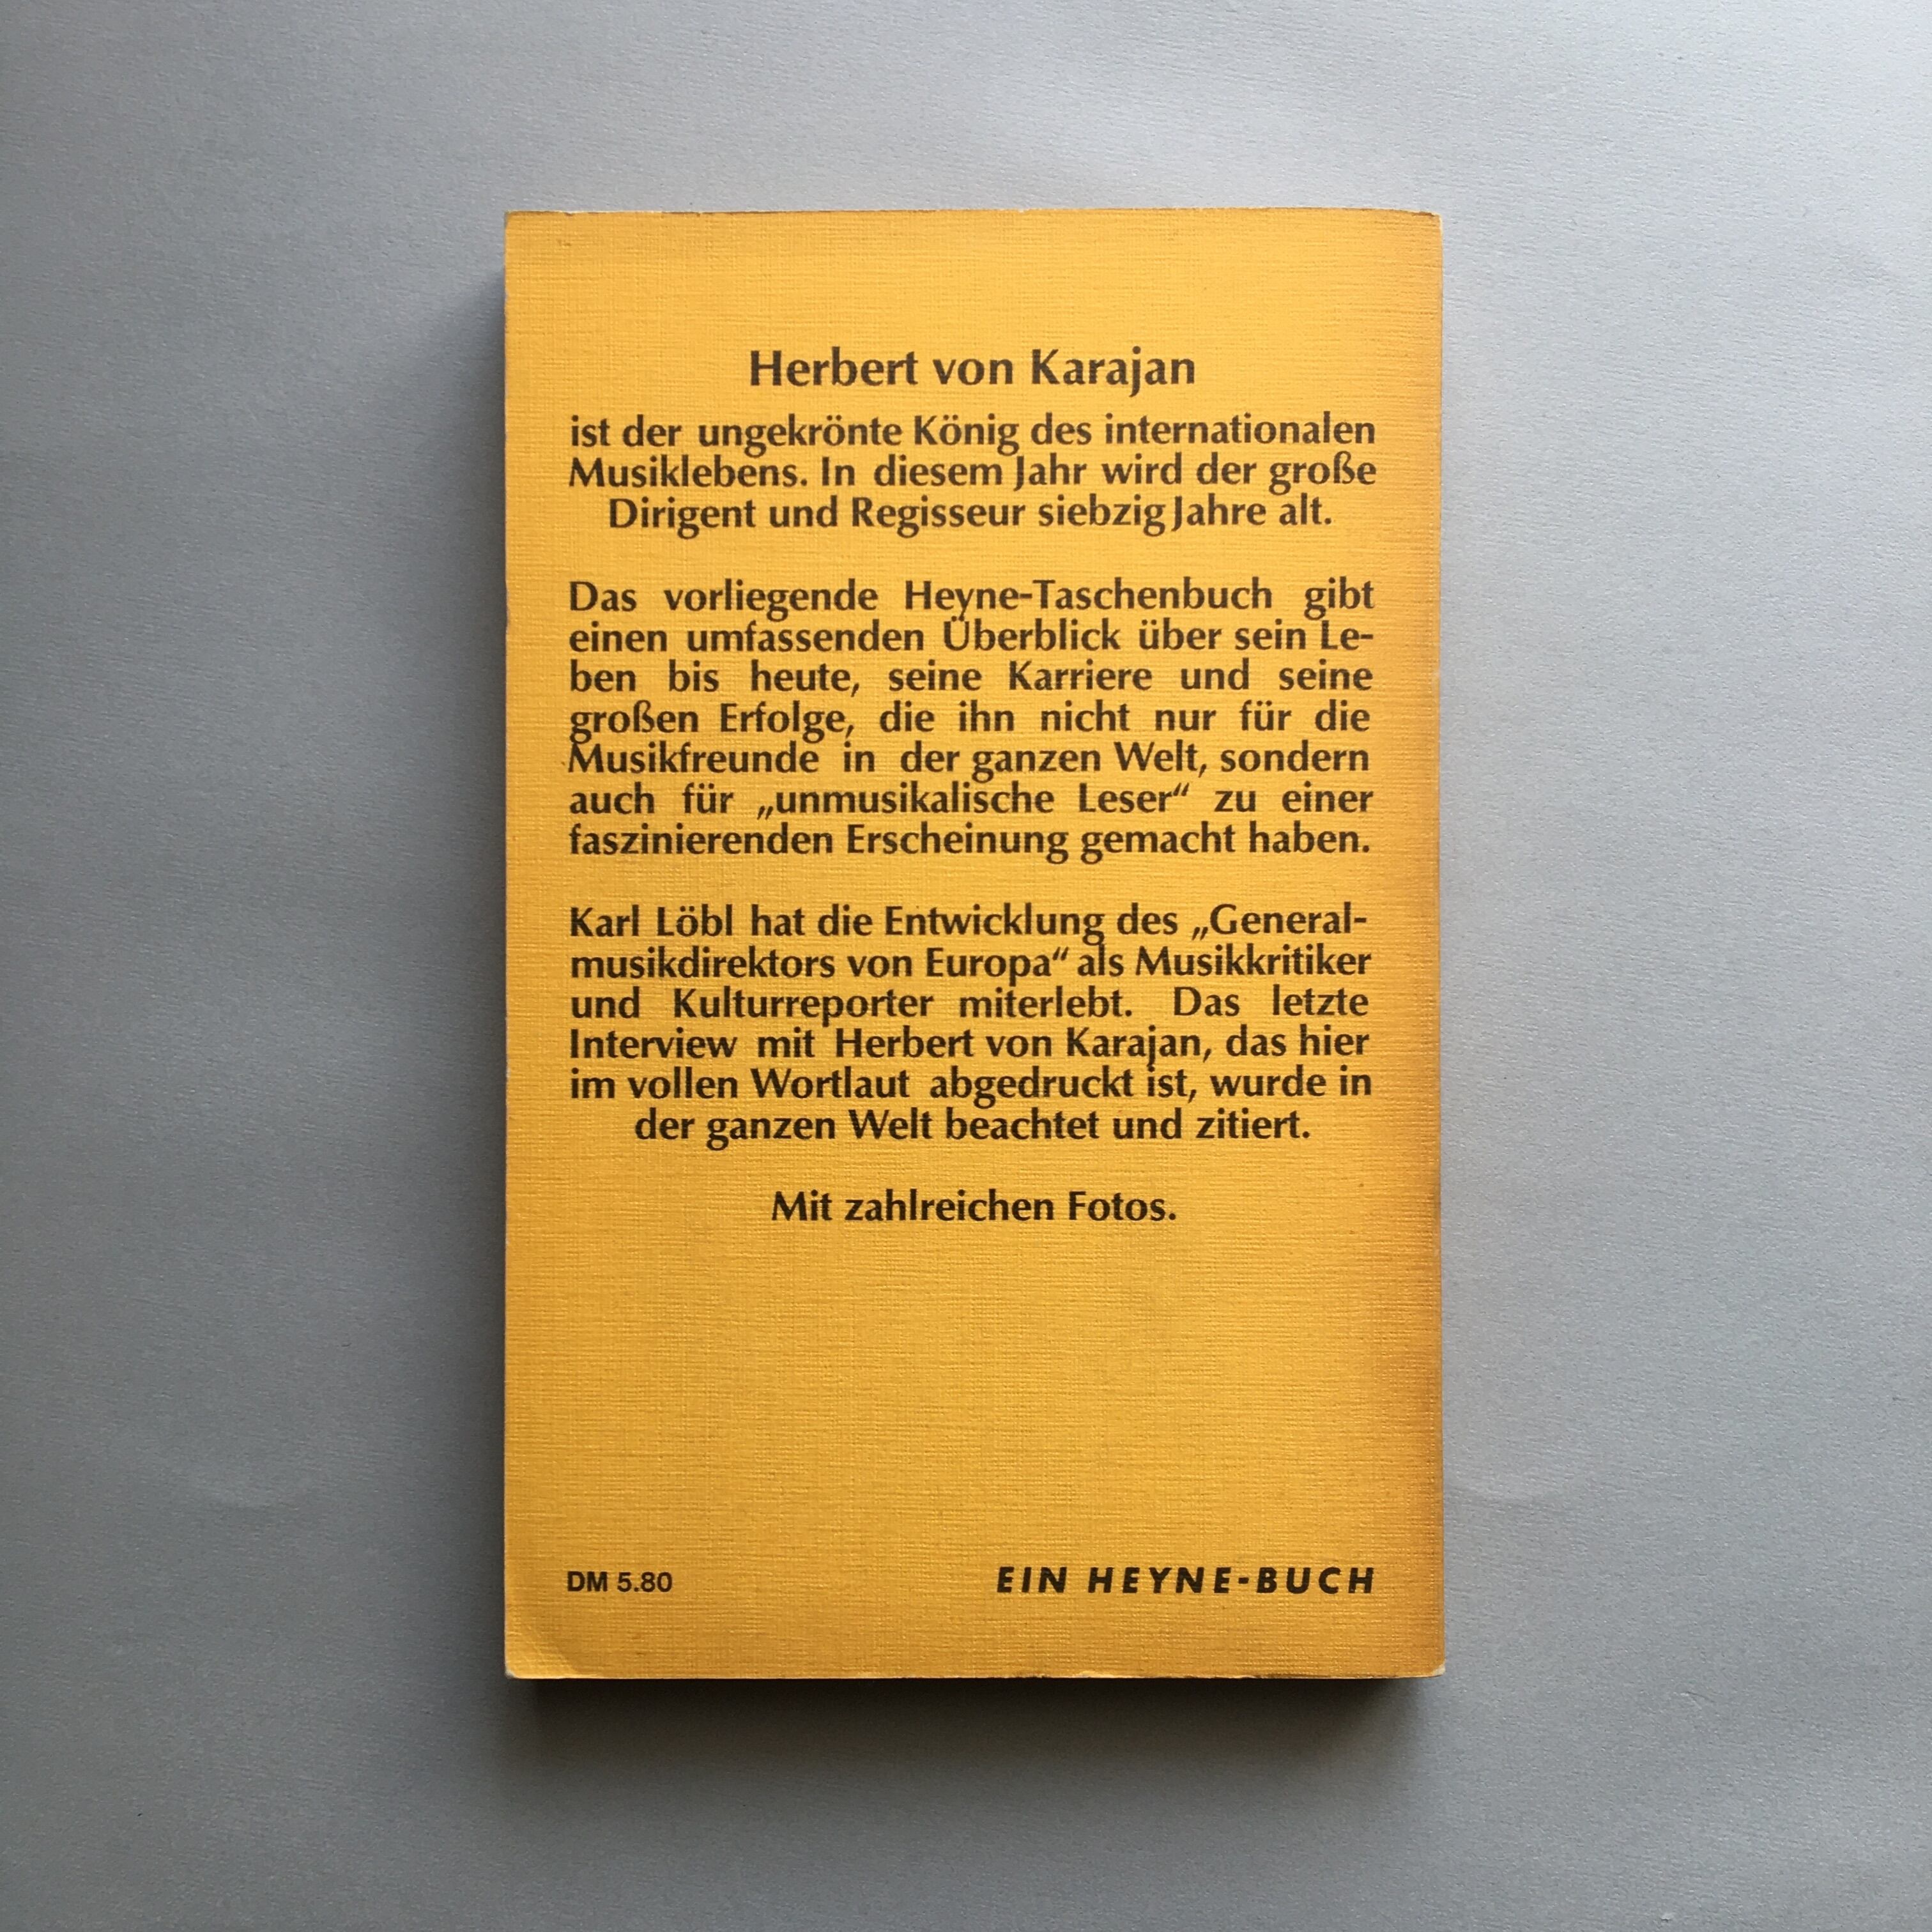 Herbert von Karajan
ist der ungekrönte König des internationalen
Musiklebens. In diesem Jahr wird der große
Dirigent und Regisseur siebzig Jahre alt.
Das vorliegende Heyne-Taschenbuch gibt
einen umfassenden Überblick über sein Le-
ben bis heute, seine Karriere und seine
großen Erfolge, die ihn nicht nur für die
Musikfreunde in der ganzen Welt, sondern
auch für „unmusikalische Leser“ zu einer
faszinierenden Erscheinung gemacht haben.
Karl Löbl hat die Entwicklung des „General-
musikdirektors von Europa“ als Musikkritiker
und Kulturreporter miterlebt. Das letzte
Interview mit Herbert von Karajan, das hier
im vollen Wortlaut abgedruckt ist, wurde in
der ganzen Welt beachtet und zitiert.
Mit zahlreichen Fotos.
DM 5.80 EIN HEYNE-BUCH